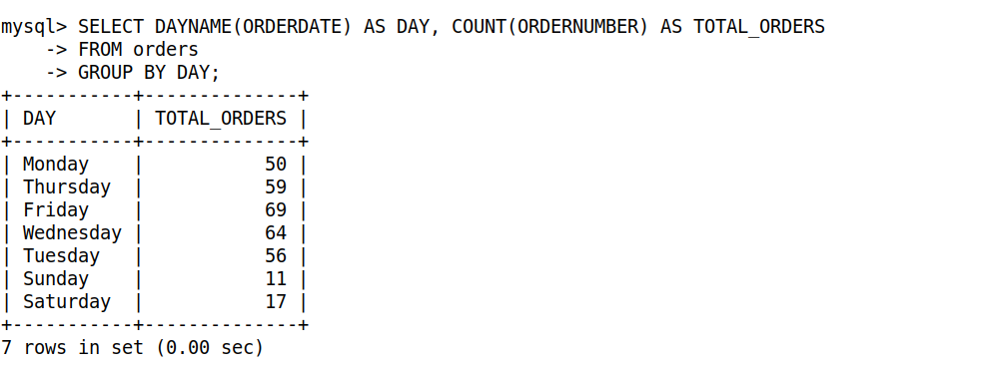 mysql> SELECT DAYNAME(ORDERDATE) AS DAY, COUNT(ORDERNUMBER) AS TOTAL_ORDERS
    -> FROM orders
    -> GROUP BY DAY;
+-----------+--------------+
| DAY       | TOTAL_ORDERS |
+-----------+--------------+
| Monday    |           50 |
| Thursday  |           59 |
| Friday    |           69 |
| Wednesday |           64 |
| Tuesday   |           56 |
| Sunday    |           11 |
| Saturday  |           17 |
+-----------+--------------+
7 rows in set (0.00 sec)